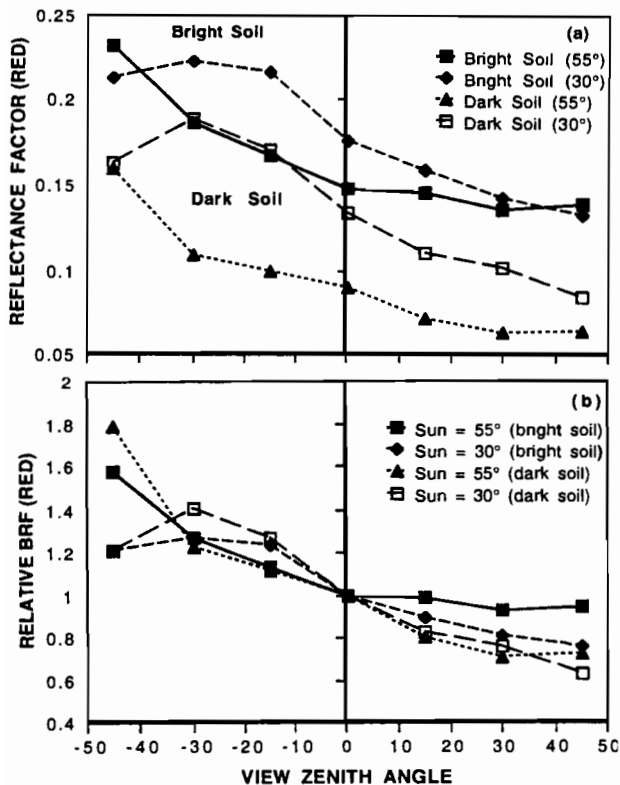 0.25
0.2
0.15
0.1
0.05
REFLECTANCE FACTOR (RED)
Bright Soil
Dark Soil
(a)
Bright Soil (55°)
Bnght Soil (30°)
Dark Soil (55°)
Dark Soil (30°)
2
1.8
1.6
1.4
1.2
1
0.8
0.6
0.4
RELATIVE BRF (RED)
(b)
Sun = 55° (bnght soil)
Sun = 30° (bright soil)
Sun = 55° (dark soil)
Sun = 30° (dark soil)
-50 -40 -30 -20 -10 0 10 20 30 40 50
VIEW ZENITH ANGLE